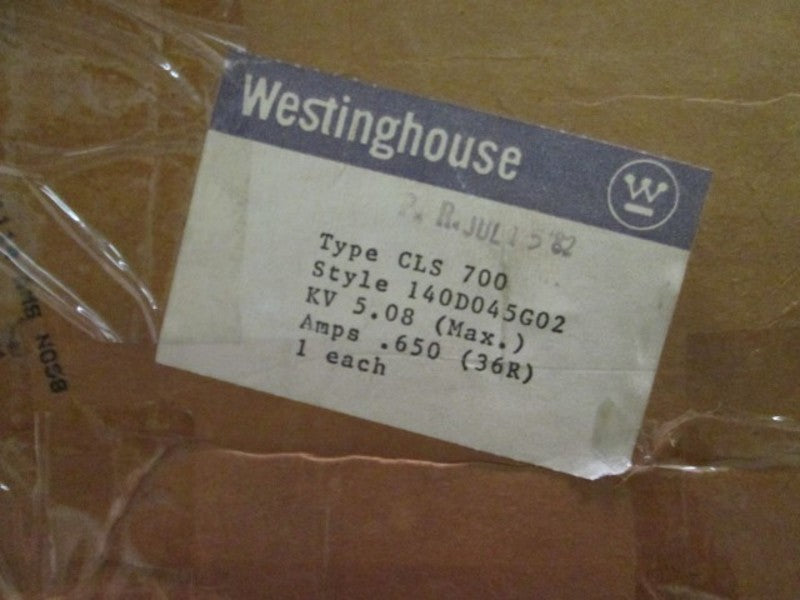 Westinghouse
W
P. R. JUL 15 '82
Type CLS 700
Style 140D045G02
KV 5.08 (Max.)
Amps .650 (36R)
1 each